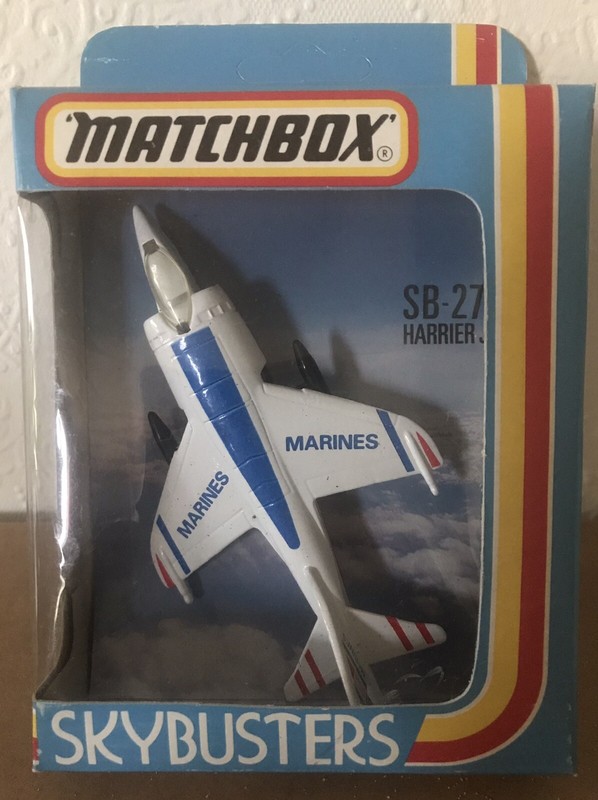 'MATCHBOX'®
SB-27
HARRIER
MARINES
MARINES
SKYBUSTERS